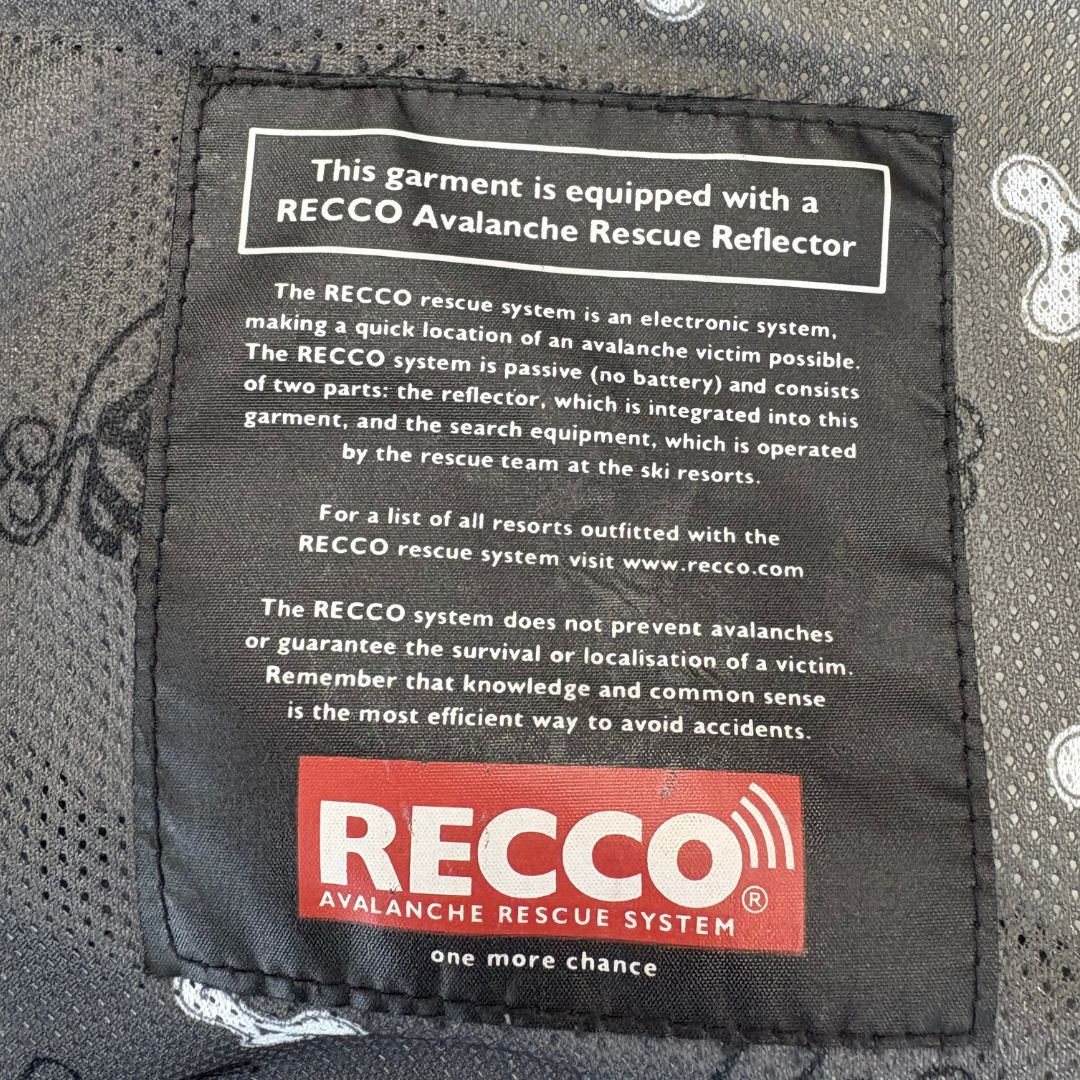 This garment is equipped with a
RECCO Avalanche Rescue Reflector
The RECCO rescue system is an electronic system,
making a quick location of an avalanche victim possible.
The RECCO system is passive (no battery) and consists
of two parts: the reflector, which is integrated into this
garment, and the search equipment, which is operated
by the rescue team at the ski resorts.
For a list of all resorts outfitted with the
RECCO rescue system visit www.recco.com
The RECCO system does not prevent avalanches
or guarantee the survival or localisation of a victim.
Remember that knowledge and common sense
is the most efficient way to avoid accidents.
RECCO®
AVALANCHE RESCUE SYSTEM
one more chance